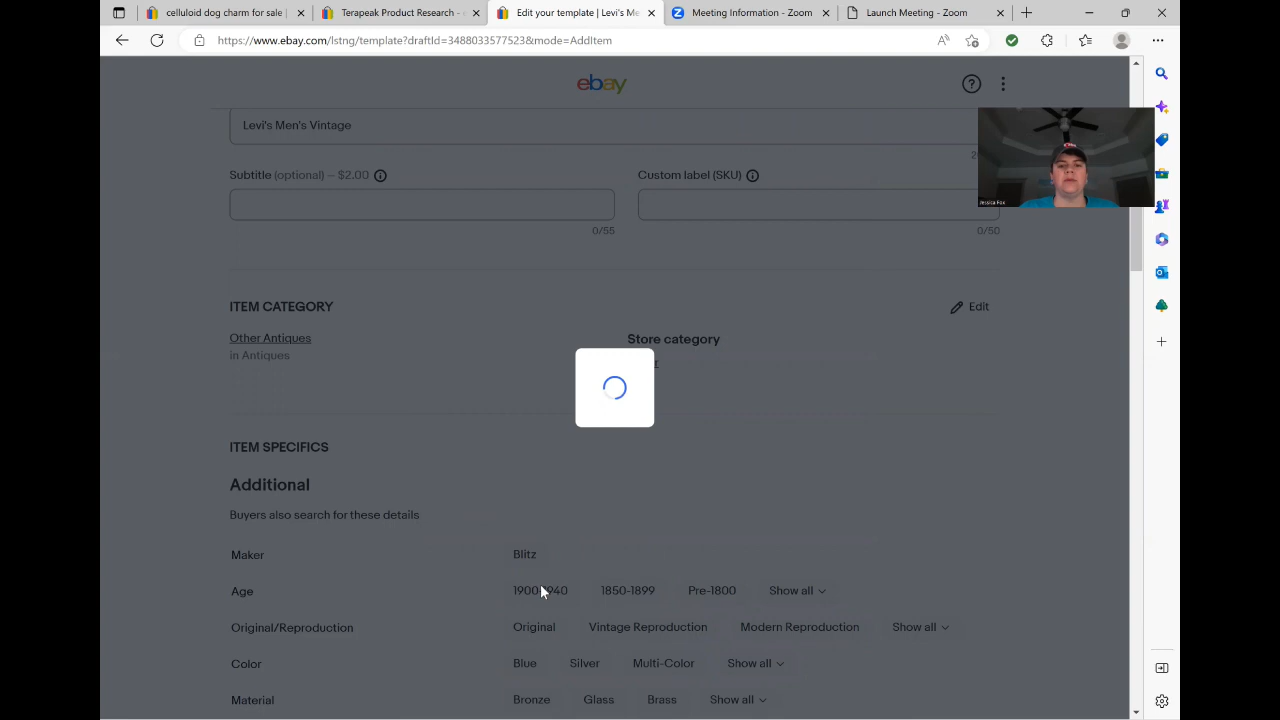 celluloid dog charm for sale |
Terapeak Product Research -
Edit your template | Levi's Me
Meeting Information - Zoom
Launch Meeting - Zoom
https://www.ebay.com/lstng/template?draftId=3488033577523&mode=AddItem
ebay
Levi's Men's Vintage
Subtitle (optional) – $2.00
Custom label (SKU)
0/55
0/50
Jessica Fox
ITEM CATEGORY
Edit
Other Antiques
in Antiques
Store category
ITEM SPECIFICS
Additional
Buyers also search for these details
Maker Blitz
Age 1900-1940 1850-1899 Pre-1800 Show all
Original/Reproduction Original Vintage Reproduction Modern Reproduction Show all
Color Blue Silver Multi-Color Show all
Material Bronze Glass Brass Show all